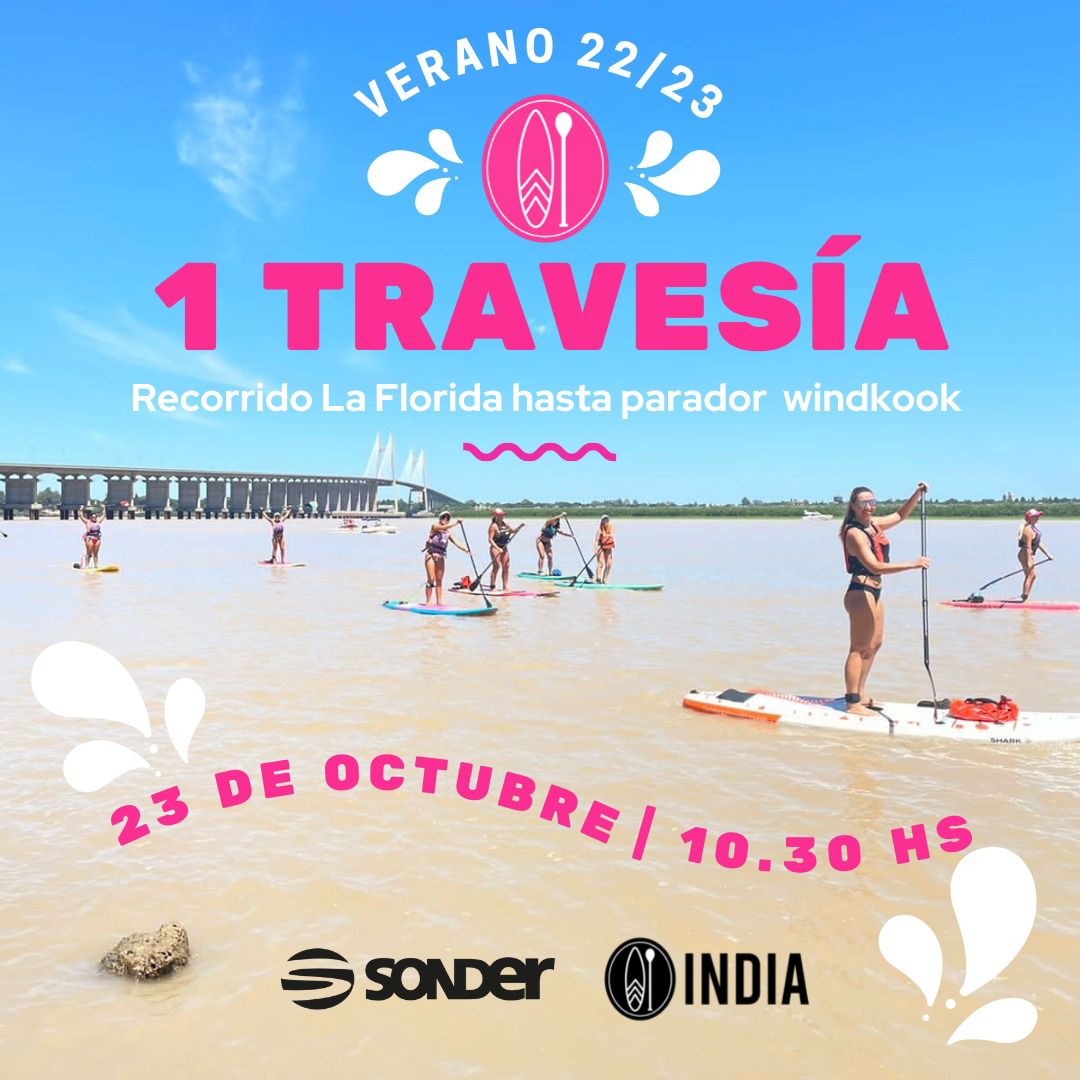 VERANO 22/23
1 TRAVESÍA
Recorrido La Florida hasta parador windkook
SHARK
23 DE OCTUBRE | 10.30 HS
SONDER
INDIA